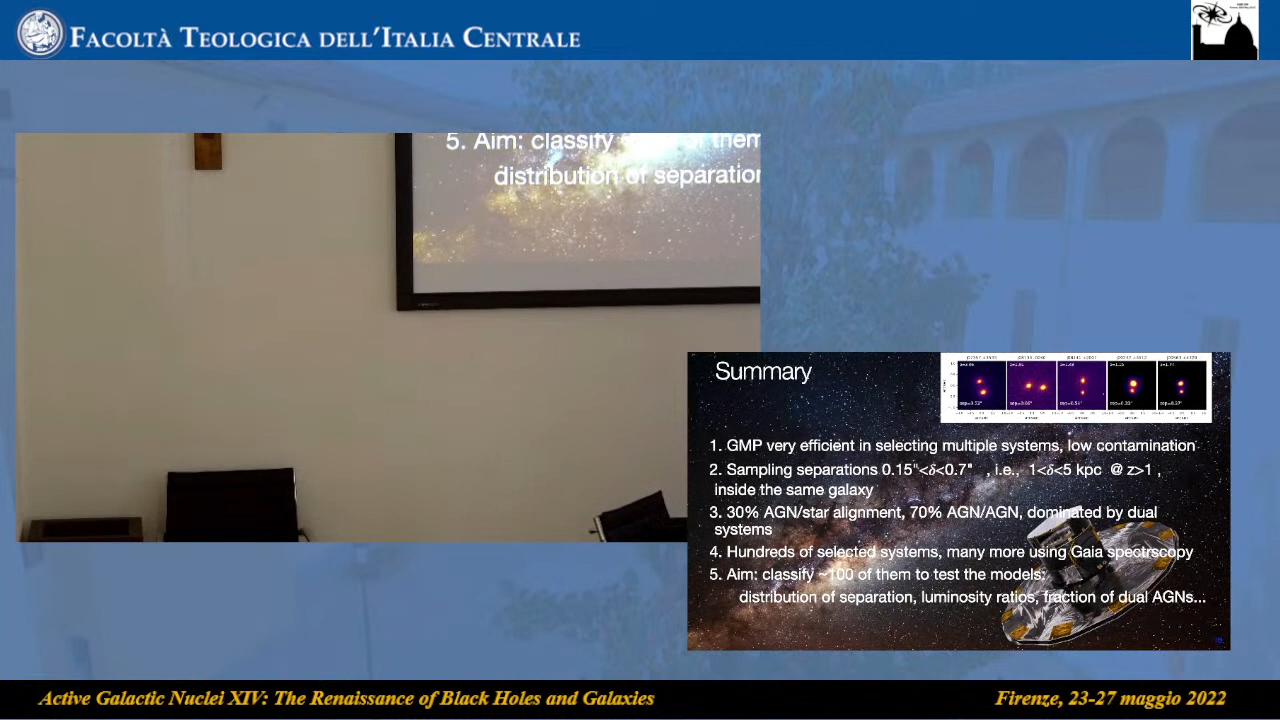 FACOLTÀ TEOLOGICA DELL'ITALIA CENTRALE
5. Aim: classify of them
distribution of separation
Summary
1. GMP very efficient in selecting multiple systems, low contamination
2. Sampling separations 0.15"<δ<0.7" , i.e., 1<δ<5 kpc @ z>1 ,
inside the same galaxy
3. 30% AGN/star alignment, 70% AGN/AGN, dominated by dual
systems
4. Hundreds of selected systems, many more using Gaia spectrscopy
5. Aim: classify ~100 of them to test the models:
distribution of separation, luminosity ratios, fraction of dual AGNs...
Active Galactic Nuclei XIV: The Renaissance of Black Holes and Galaxies
Firenze, 23-27 maggio 2022